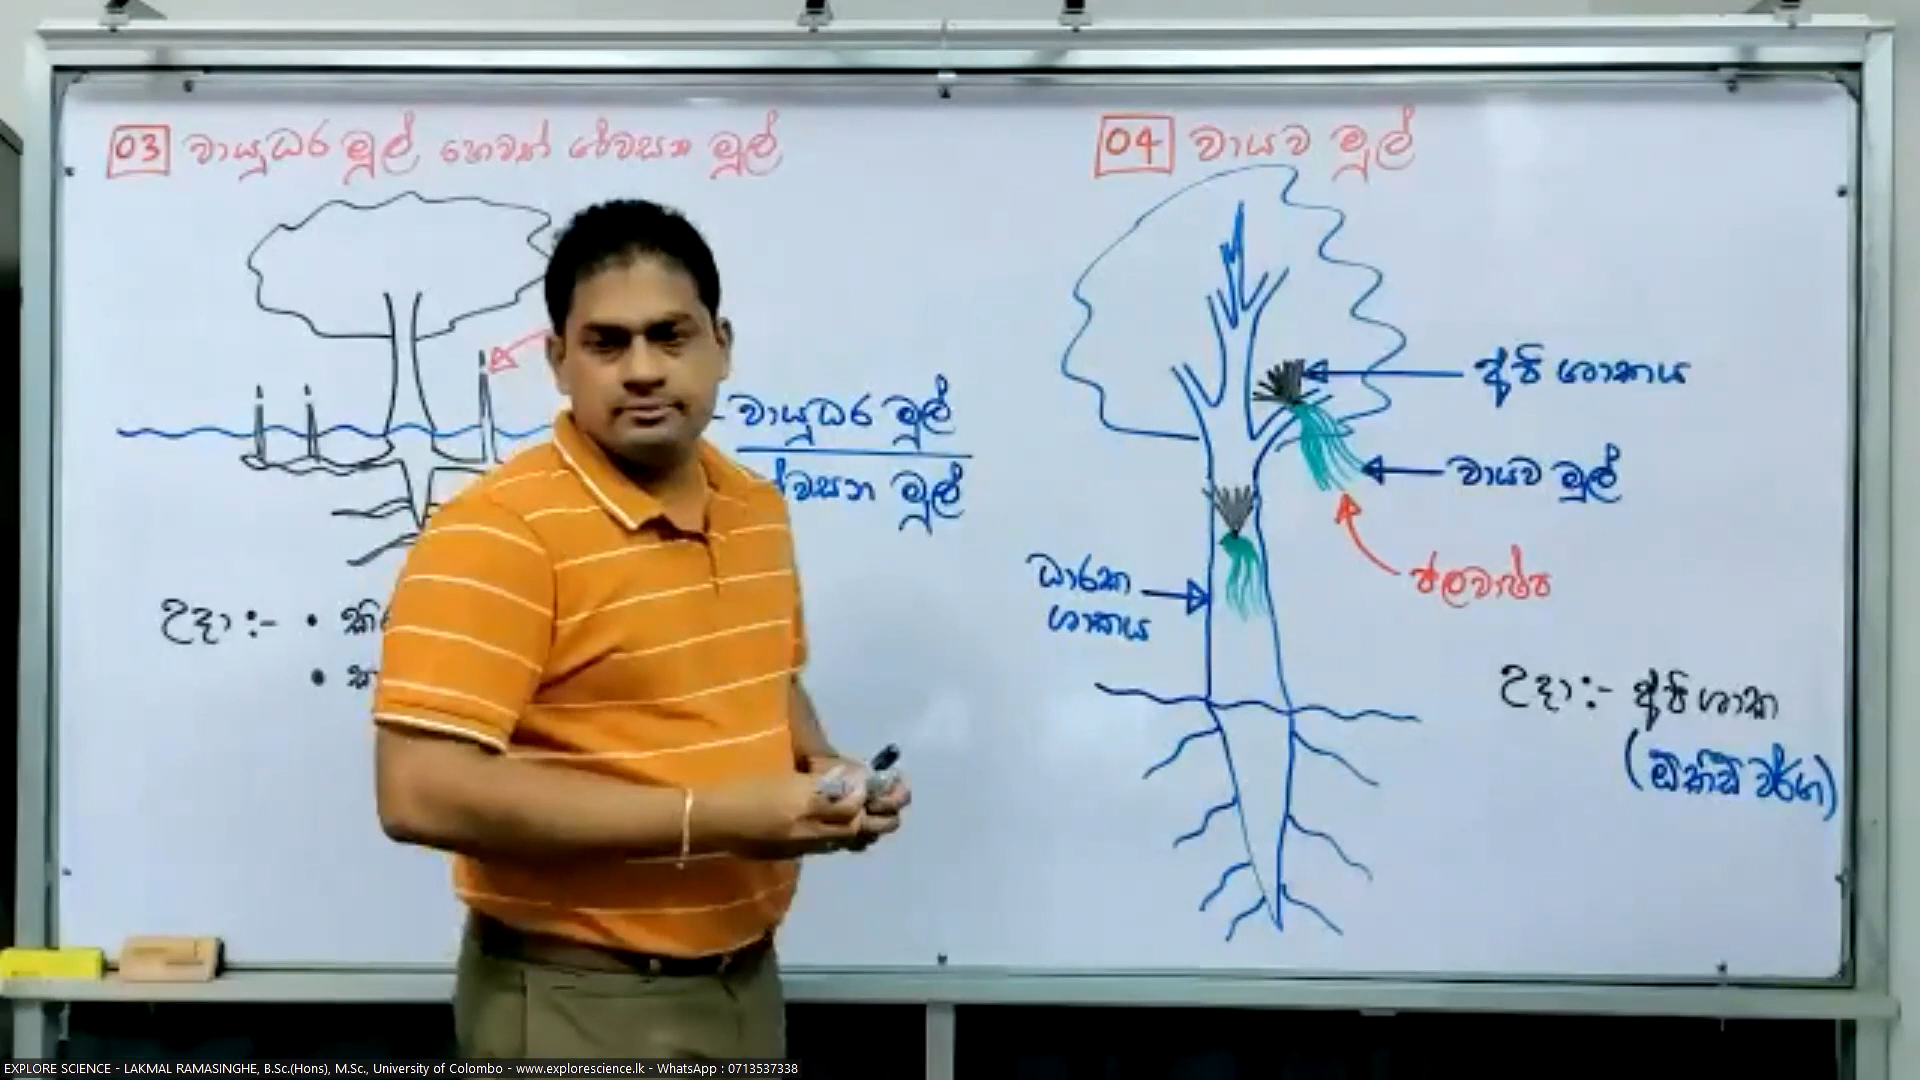 03 වායුධර මූල් හෙවත් ශ්වසන මූල්
වායුධර මූල්
ශ්වසන මූල්
උදා :-
04 වායව මූල්
අපි ශාකය
වායව මූල්
ජලවාෂ්ප
ධාරක
ශාකය
උදා :- අපි ශාක
(ඕකිඩ් වර්ග)
EXPLORE SCIENCE - LAKMAL RAMASINGHE, B.Sc.(Hons), M.Sc., University of Colombo - www.explorescience.lk - WhatsApp : 0713537338